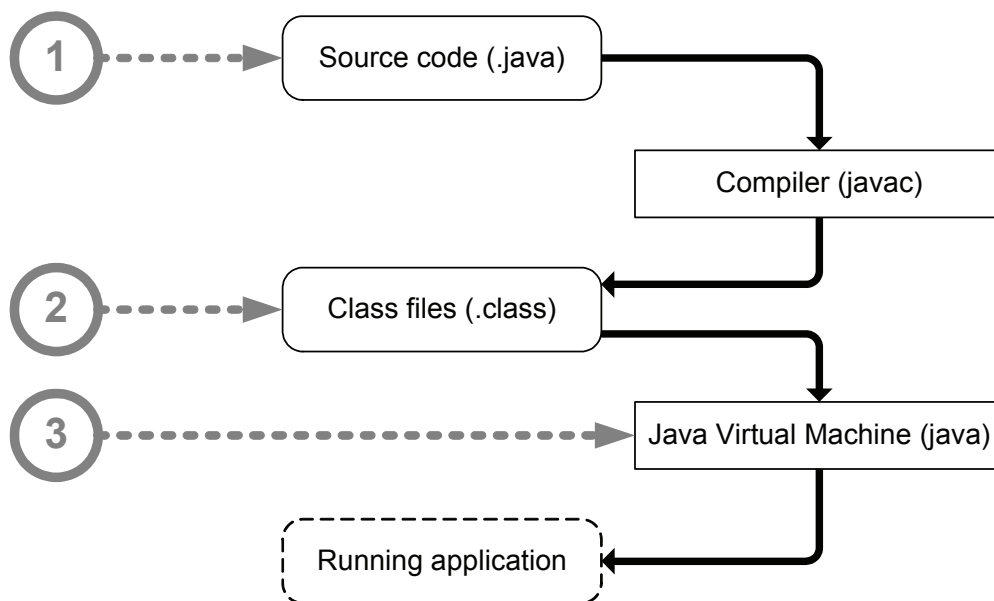 1
Source code (.java)
Compiler (javac)
2
Class files (.class)
3
Java Virtual Machine (java)
Running application